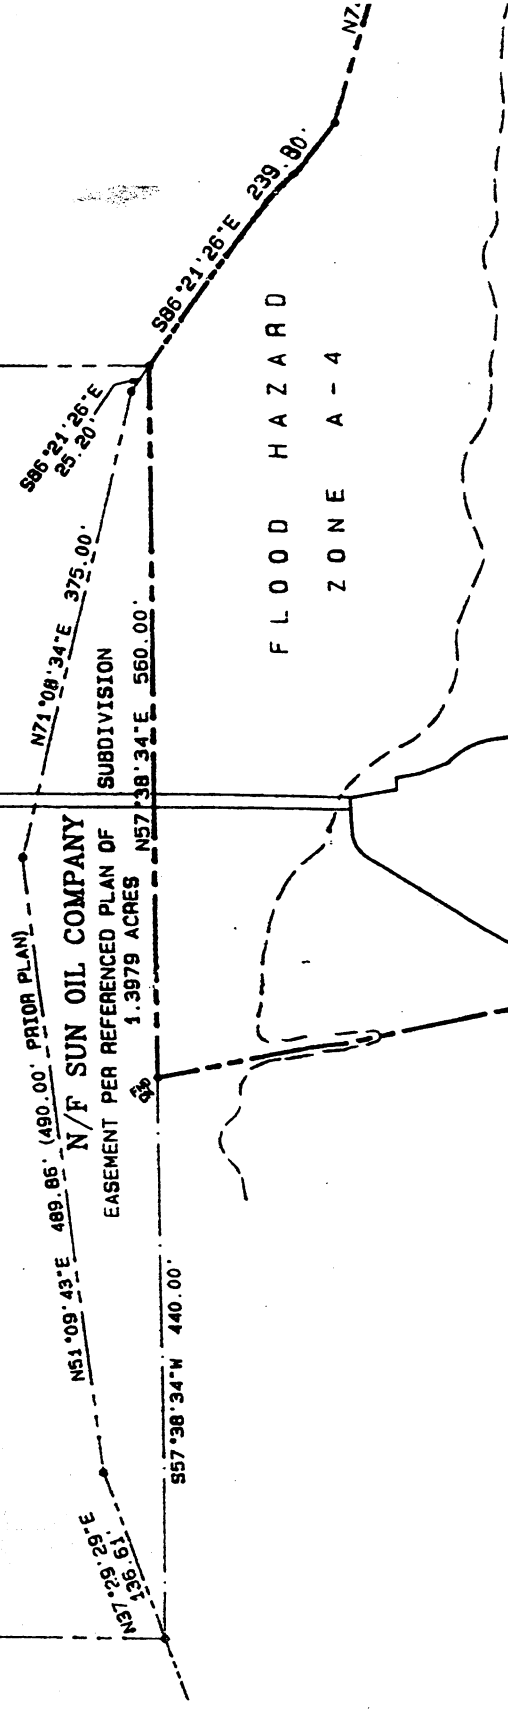 N7
S86°21'26"E 239.80'
S86°21'26"E
25.20'
N71°08'34"E 375.00'
N57°38'34"E 560.00'
FLOOD HAZARD
ZONE A-4
N/F SUN OIL COMPANY
EASEMENT PER REFERENCED PLAN OF SUBDIVISION
1.3979 ACRES
N51°09'43"E 489.86' (490.00' PRIOR PLAN)
S57°38'34"W 440.00'
N37°29'29"E
136.61'